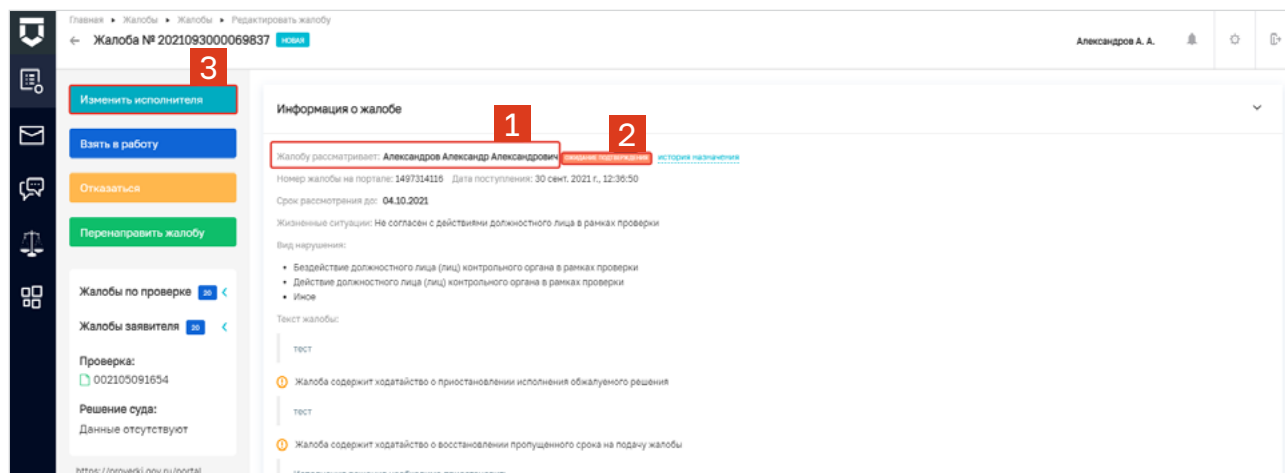 Главная ▸ Жалобы ▸ Жалобы ▸ Редактировать жалобу
← Жалоба № 2021093000069837 НОВАЯ
Александров А. А.
3
Изменить исполнителя
Взять в работу
Отказаться
Перенаправить жалобу
Жалобы по проверке 20
Жалобы заявителя 20
Проверка:
002105091654
Решение суда:
Данные отсутствуют
https://proverki.gov.ru/portal
Информация о жалобе
1
2
Жалобу рассматривает: Александров Александр Александрович ОЖИДАНИЕ ПОДТВЕРЖДЕНИЯ история назначения
Номер жалобы на портале: 1497314116 Дата поступления: 30 сент. 2021 г., 12:36:50
Срок рассмотрения до: 04.10.2021
Жизненные ситуации: Не согласен с действиями должностного лица в рамках проверки
Вид нарушения:
• Бездействие должностного лица (лиц) контрольного органа в рамках проверки
• Действие должностного лица (лиц) контрольного органа в рамках проверки
• Иное
Текст жалобы:
тест
Жалоба содержит ходатайство о приостановлении исполнения обжалуемого решения
тест
Жалоба содержит ходатайство о восстановлении пропущенного срока на подачу жалобы